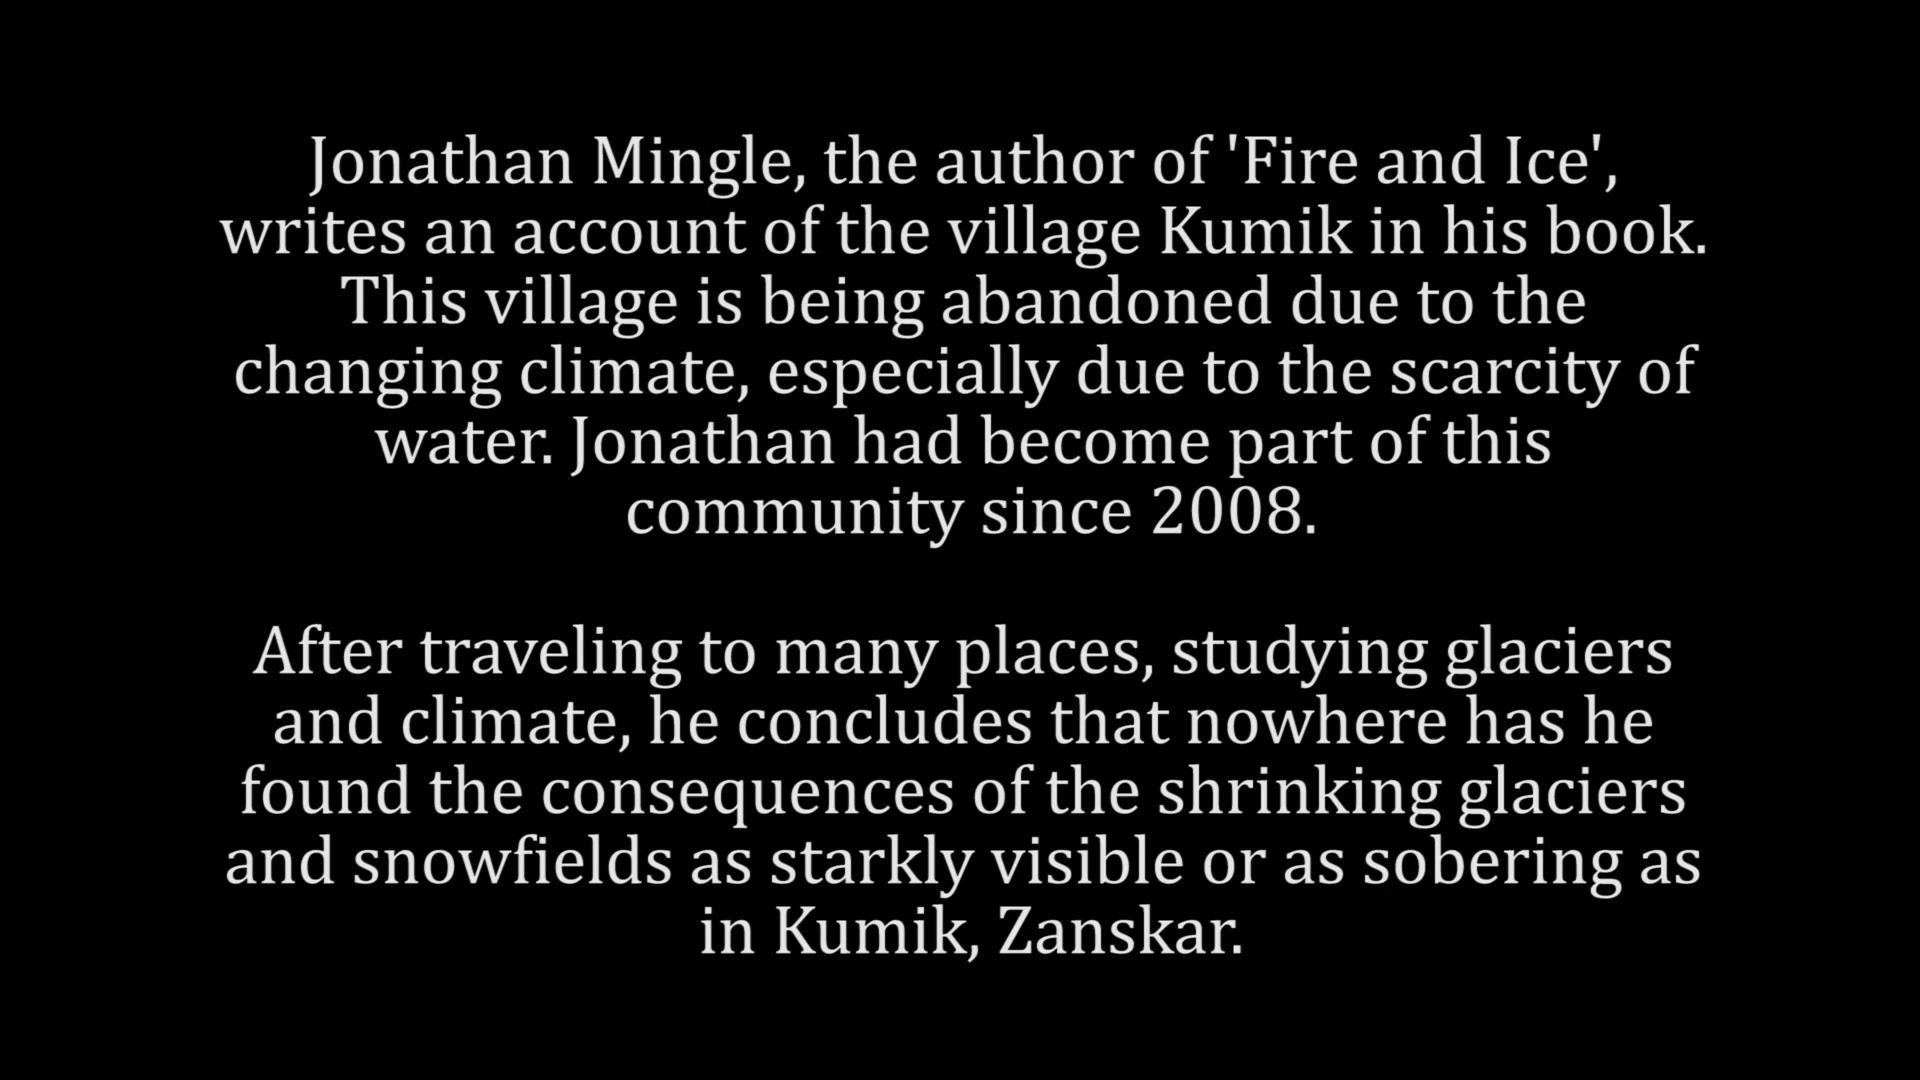 Jonathan Mingle, the author of 'Fire and Ice',
writes an account of the village Kumik in his book.
This village is being abandoned due to the
changing climate, especially due to the scarcity of
water. Jonathan had become part of this
community since 2008.
After traveling to many places, studying glaciers
and climate, he concludes that nowhere has he
found the consequences of the shrinking glaciers
and snowfields as starkly visible or as sobering as
in Kumik, Zanskar.